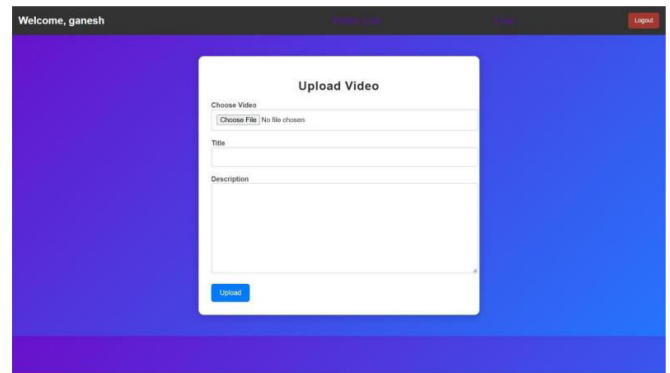 Welcome, ganesh
Logout
Upload Video
Choose Video
Choose File No file chosen
Title
Description
Upload